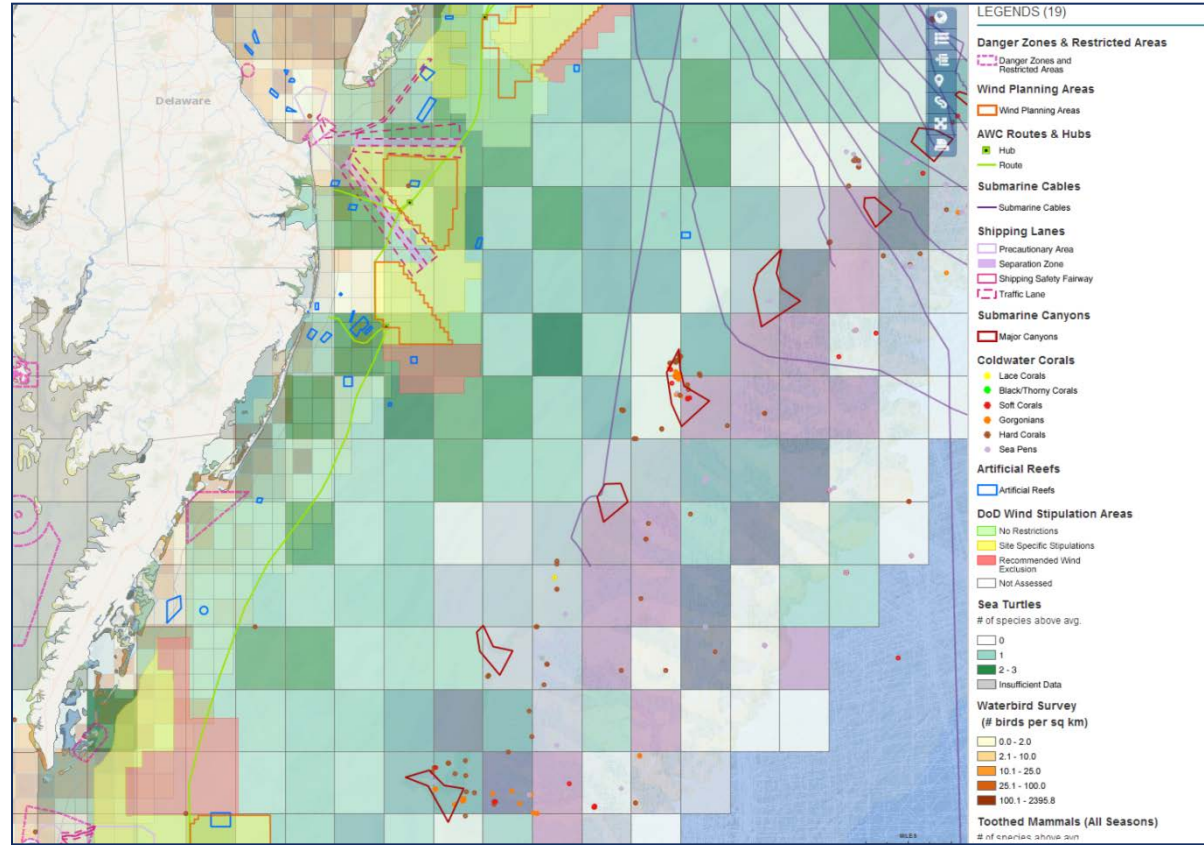 Delaware
MILES
LEGENDS (19)
Danger Zones & Restricted Areas
Danger Zones and
Restricted Areas
Wind Planning Areas
Wind Planning Areas
AWC Routes & Hubs
Hub
Route
Submarine Cables
Submarine Cables
Shipping Lanes
Precautionary Area
Separation Zone
Shipping Safety Fairway
Traffic Lane
Submarine Canyons
Major Canyons
Coldwater Corals
Lace Corals
Black/Thorny Corals
Soft Corals
Gorgonians
Hard Corals
Sea Pens
Artificial Reefs
Artificial Reefs
DoD Wind Stipulation Areas
No Restrictions
Site Specific Stipulations
Recommended Wind
Exclusion
Not Assessed
Sea Turtles
# of species above avg.
0
1
2 - 3
Insufficient Data
Waterbird Survey
(# birds per sq km)
0.0 - 2.0
2.1 - 10.0
10.1 - 25.0
25.1 - 100.0
100.1 - 2395.8
Toothed Mammals (All Seasons)
# of species above avg